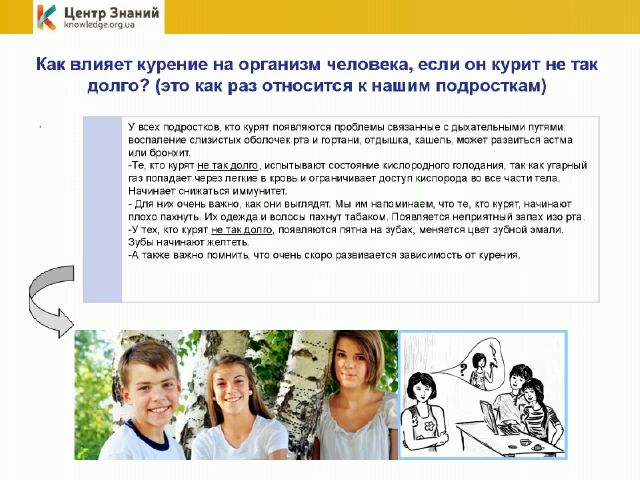 Центр Знаний
knowledge.org.ua
Как влияет курение на организм человека, если он курит не так
долго? (это как раз относится к нашим подросткам)
.
У всех подростков, кто курят появляются проблемы связанные с дыхательными путями:
воспаление слизистых оболочек рта и гортани, отдышка, кашель, может развиться астма
или бронхит.
-Те, кто курят не так долго, испытывают состояние кислородного голодания, так как угарный
газ попадает через легкие в кровь и ограничивает доступ кислорода во все части тела.
Начинает снижаться иммунитет.
- Для них очень важно, как они выглядят. Мы им напоминаем, что те, кто курят, начинают
плохо пахнуть. Их одежда и волосы пахнут табаком. Появляется неприятный запах изо рта.
-У тех, кто курят не так долго, появляются пятна на зубах, меняется цвет зубной эмали.
Зубы начинают желтеть.
-А также важно помнить, что очень скоро развивается зависимость от курения.
?